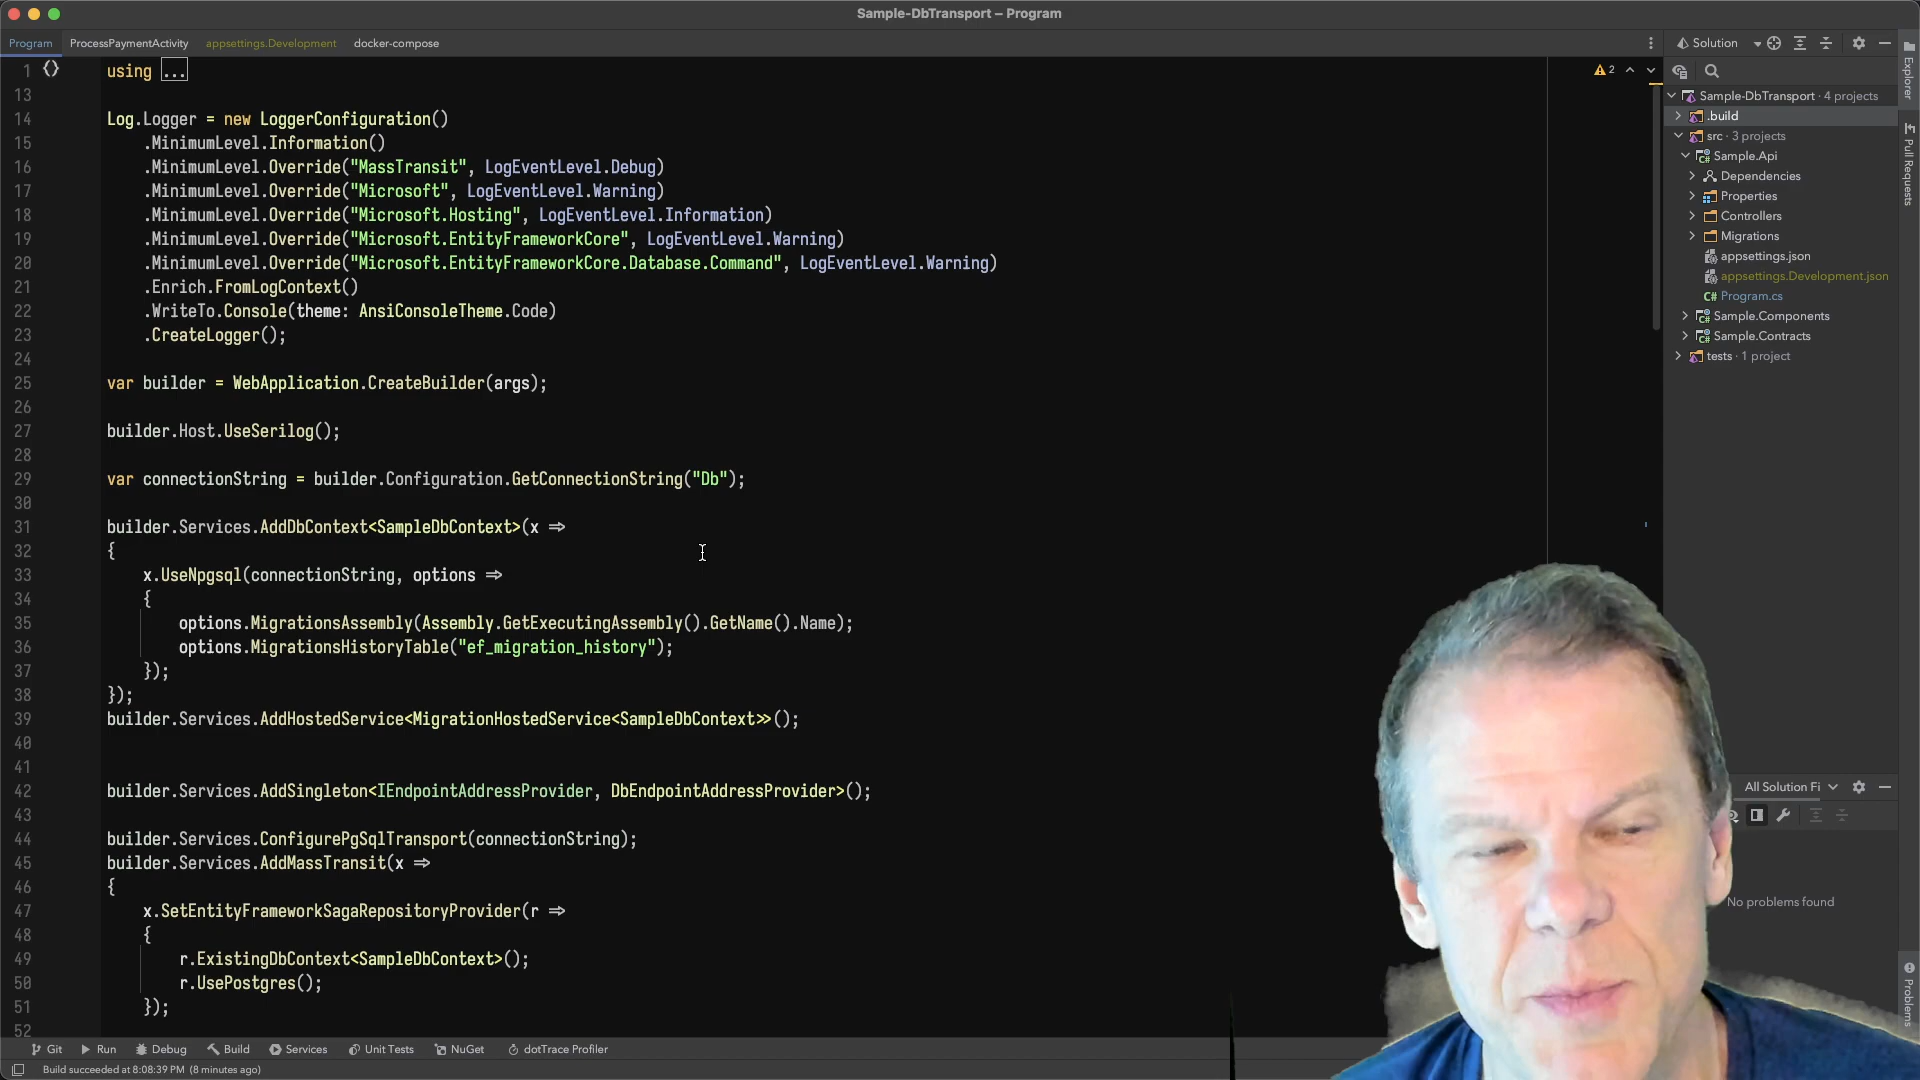 Sample-DbTransport – Program
Program ProcessPaymentActivity appsettings.Development docker-compose
Solution
1 using ...
2
13
14 Log.Logger = new LoggerConfiguration()
15 .MinimumLevel.Information()
16 .MinimumLevel.Override("MassTransit", LogEventLevel.Debug)
17 .MinimumLevel.Override("Microsoft", LogEventLevel.Warning)
18 .MinimumLevel.Override("Microsoft.Hosting", LogEventLevel.Information)
19 .MinimumLevel.Override("Microsoft.EntityFrameworkCore", LogEventLevel.Warning)
20 .MinimumLevel.Override("Microsoft.EntityFrameworkCore.Database.Command", LogEventLevel.Warning)
21 .Enrich.FromLogContext()
22 .WriteTo.Console(theme: AnsiConsoleTheme.Code)
23 .CreateLogger();
24
25 var builder = WebApplication.CreateBuilder(args);
26
27 builder.Host.UseSerilog();
28
29 var connectionString = builder.Configuration.GetConnectionString("Db");
30
31 builder.Services.AddDbContext<SampleDbContext>(x =>
32 {
33 x.UseNpgsql(connectionString, options =>
34 {
35 options.MigrationsAssembly(Assembly.GetExecutingAssembly().GetName().Name);
36 options.MigrationsHistoryTable("ef_migration_history");
37 });
38 });
39 builder.Services.AddHostedService<MigrationHostedService<SampleDbContext>>();
40
41
42 builder.Services.AddSingleton<IEndpointAddressProvider, DbEndpointAddressProvider>();
43
44 builder.Services.ConfigurePgSqlTransport(connectionString);
45 builder.Services.AddMassTransit(x =>
46 {
47 x.SetEntityFrameworkSagaRepositoryProvider(r =>
48 {
49 r.ExistingDbContext<SampleDbContext>();
50 r.UsePostgres();
51 });
52
Sample-DbTransport · 4 projects
.build
src · 3 projects
Sample.Api
Dependencies
Properties
Controllers
Migrations
appsettings.json
appsettings.Development.json
C# Program.cs
Sample.Components
Sample.Contracts
tests · 1 project
Explorer
Pull Requests
All Solution Fi
No problems found
Problems
Git Run Debug Build Services Unit Tests NuGet dotTrace Profiler
Build succeeded at 8:08:39 PM (8 minutes ago)